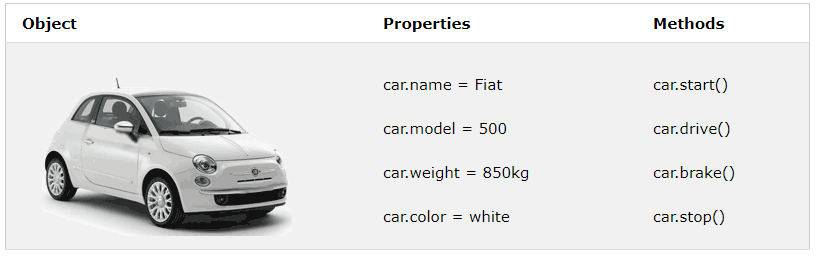 Object Properties Methods
car.name = Fiat car.start()
car.model = 500 car.drive()
car.weight = 850kg car.brake()
car.color = white car.stop()